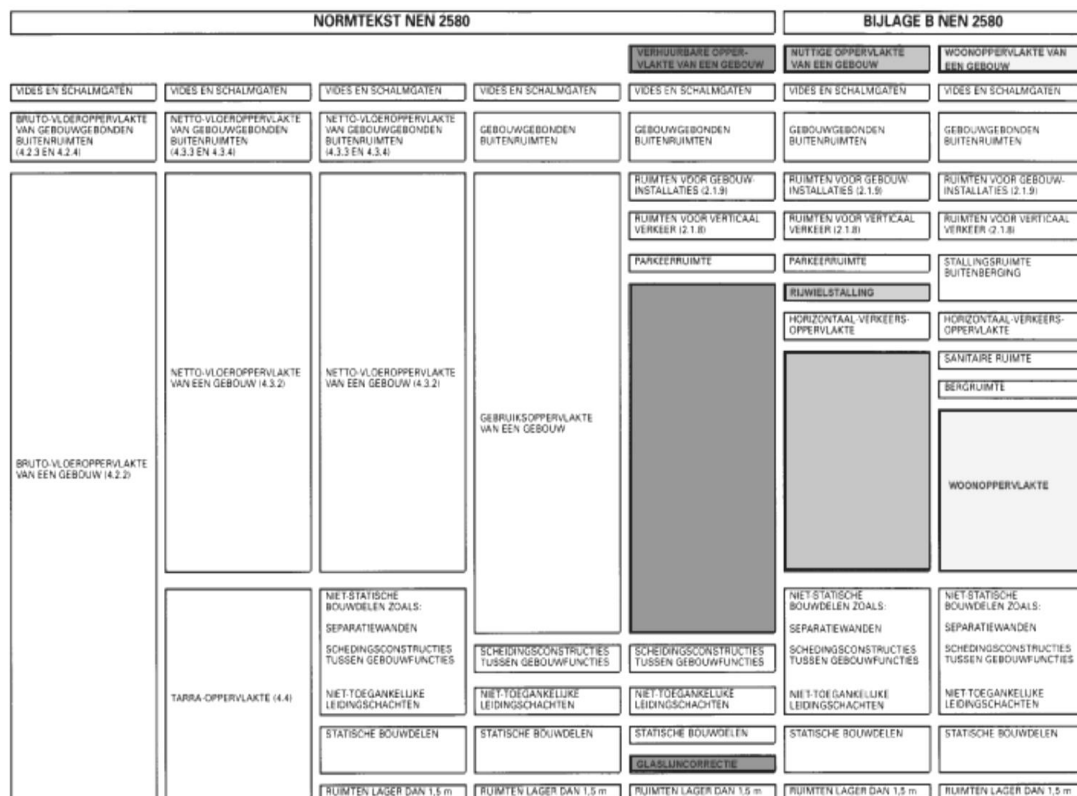 NORMTEKST NEN 2580
BIJLAGE B NEN 2580
VERHUURBARE OPPER-
VLAKTE VAN EEN GEBOUW
NUTTIGE OPPERVLAKTE
VAN EEN GEBOUW
WOONOPPERVLAKTE VAN
EEN GEBOUW
VIDES EN SCHALMGATEN
VIDES EN SCHALMGATEN
VIDES EN SCHALMGATEN
VIDES EN SCHALMGATEN
VIDES EN SCHALMGATEN
VIDES EN SCHALMGATEN
VIDES EN SCHALMGATEN
BRUTO-VLOEROPPERVLAKTE
VAN GEBOUWGEBONDEN
BUITENRUIMTEN
(4.2.3 EN 4.2.4)
NETTO-VLOEROPPERVLAKTE
VAN GEBOUWGEBONDEN
BUITENRUIMTEN
(4.3.3 EN 4.3.4)
NETTO-VLOEROPPERVLAKTE
VAN GEBOUWGEBONDEN
BUITENRUIMTEN
(4.3.3 EN 4.3.4)
GEBOUWGEBONDEN
BUITENRUIMTEN
GEBOUWGEBONDEN
BUITENRUIMTEN
GEBOUWGEBONDEN
BUITENRUIMTEN
GEBOUWGEBONDEN
BUITENRUIMTEN
BRUTO-VLOEROPPERVLAKTE
VAN EEN GEBOUW (4.2.2)
NETTO-VLOEROPPERVLAKTE
VAN EEN GEBOUW (4.3.2)
TARRA-OPPERVLAKTE (4.4)
NETTO-VLOEROPPERVLAKTE
VAN EEN GEBOUW (4.3.2)
NIET-STATISCHE
BOUWDELEN ZOALS:
SEPARATIEWANDEN
SCHEDINGSCONSTRUCTIES
TUSSEN GEBOUWFUNCTIES
NIET-TOEGANKELIJKE
LEIDINGSCHACHTEN
STATISCHE BOUWDELEN
RUIMTEN LAGER DAN 1,5 m
GEBRUIKSOPPERVLAKTE
VAN EEN GEBOUW
SCHEIDINGSCONSTRUCTIES
TUSSEN GEBOUWFUNCTIES
NIET-TOEGANKELIJKE
LEIDINGSCHACHTEN
STATISCHE BOUWDELEN
RUIMTEN LAGER DAN 1,5 m
RUIMTEN VOOR GEBOUW-
INSTALLATIES (2.1.9)
RUIMTEN VOOR VERTICAAL
VERKEER (2.1.8)
PARKEERRUIMTE
SCHEIDINGSCONSTRUCTIES
TUSSEN GEBOUWFUNCTIES
NIET-TOEGANKELIJKE
LEIDINGSCHACHTEN
STATISCHE BOUWDELEN
GLASLIJNCORRECTIE
RUIMTEN LAGER DAN 1,5 m
RUIMTEN VOOR GEBOUW-
INSTALLATIES (2.1.9)
RUIMTEN VOOR VERTICAAL
VERKEER (2.1.8)
PARKEERRUIMTE
RIJWIELSTALLING
HORIZONTAAL-VERKEERS-
OPPERVLAKTE
NIET-STATISCHE
BOUWDELEN ZOALS:
SEPARATIEWANDEN
SCHEDINGSCONSTRUCTIES
TUSSEN GEBOUWFUNCTIES
NIET-TOEGANKELIJKE
LEIDINGSCHACHTEN
STATISCHE BOUWDELEN
RUIMTEN LAGER DAN 1,5 m
RUIMTEN VOOR GEBOUW-
INSTALLATIES (2.1.9)
RUIMTEN VOOR VERTICAAL
VERKEER (2.1.8)
STALLINGSRUIMTE
BUITENBERGING
HORIZONTAAL-VERKEERS-
OPPERVLAKTE
SANITAIRE RUIMTE
BERGRUIMTE
WOONOPPERVLAKTE
NIET-STATISCHE
BOUWDELEN ZOALS:
SEPARATIEWANDEN
SCHEDINGSCONSTRUCTIES
TUSSEN GEBOUWFUNCTIES
NIET TOEGANKELIJKE
LEIDINGSCHACHTEN
STATISCHE BOUWDELEN
RUIMTEN LAGER DAN 1,5 m